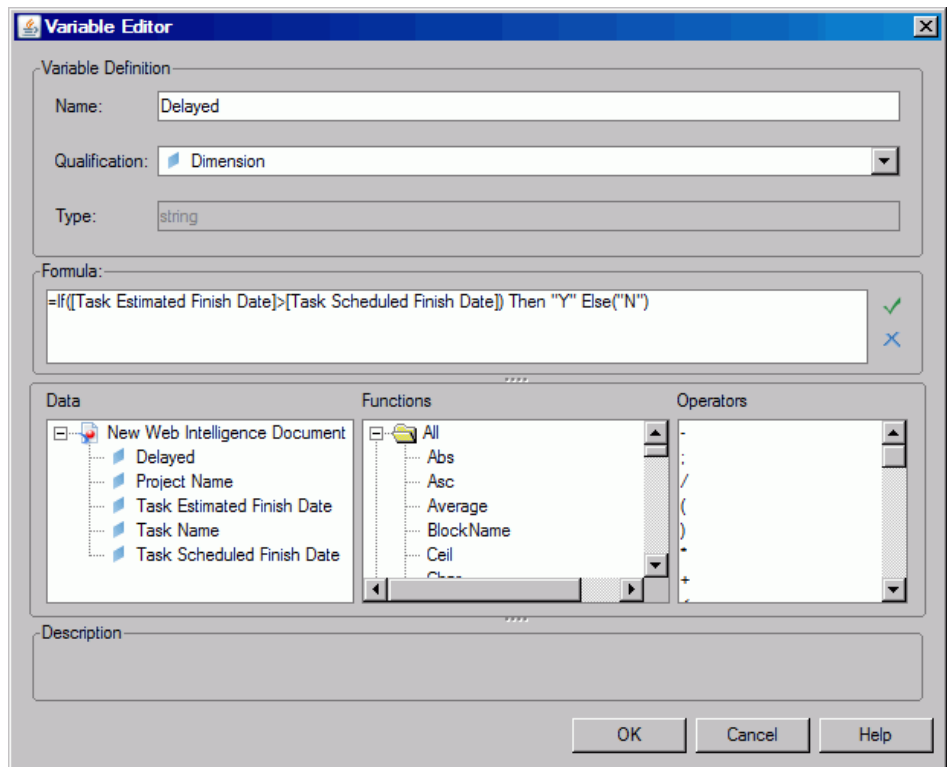 Variable Editor
Variable Definition
Name: Delayed
Qualification: Dimension
Type: string
Formula:
=If([Task Estimated Finish Date]>[Task Scheduled Finish Date]) Then "Y" Else("N")
Data
New Web Intelligence Document
Delayed
Project Name
Task Estimated Finish Date
Task Name
Task Scheduled Finish Date
Functions
All
Abs
Asc
Average
BlockName
Ceil
Operators
-
;
/
(
)
*
+
Description
OK Cancel Help